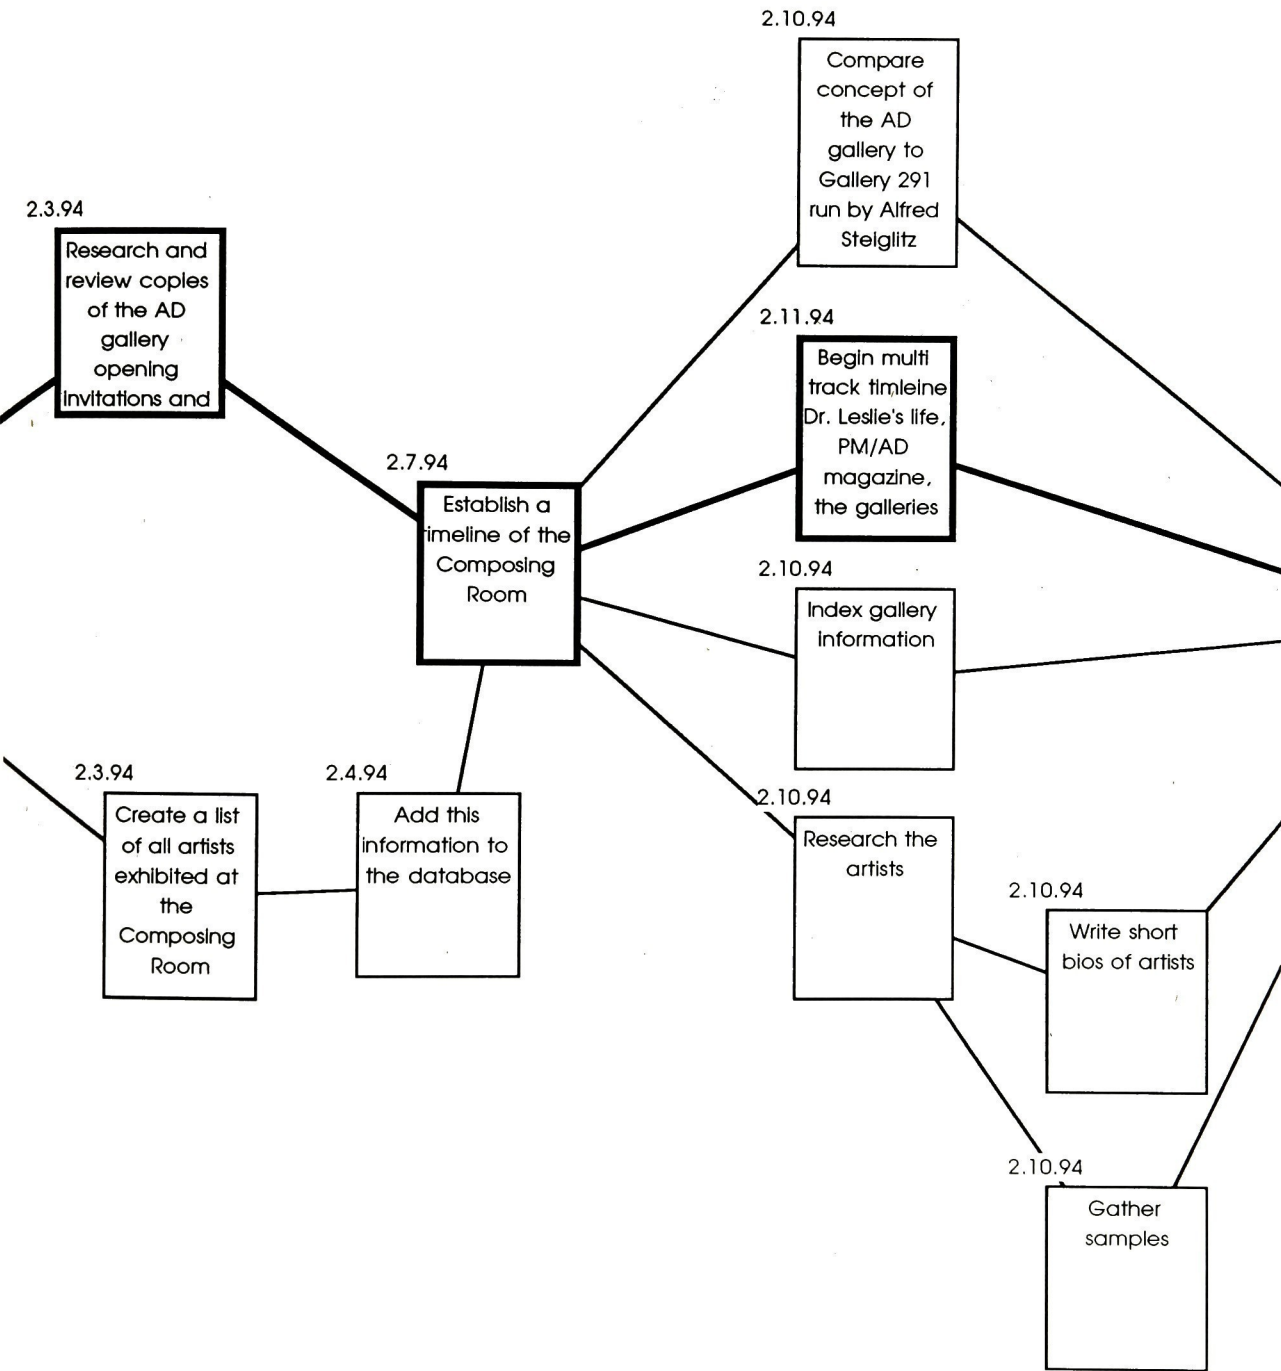 2.3.94
Research and
review copies
of the AD
gallery
opening
invitations and
2.3.94
Create a list
of all artists
exhibited at
the
Composing
Room
2.4.94
Add this
information to
the database
2.7.94
Establish a
timeline of the
Composing
Room
2.10.94
Compare
concept of
the AD
gallery to
Gallery 291
run by Alfred
Steiglitz
2.11.94
Begin multi
track timleine
Dr. Leslie's life,
PM/AD
magazine,
the galleries
2.10.94
Index gallery
information
2.10.94
Research the
artists
2.10.94
Write short
bios of artists
2.10.94
Gather
samples